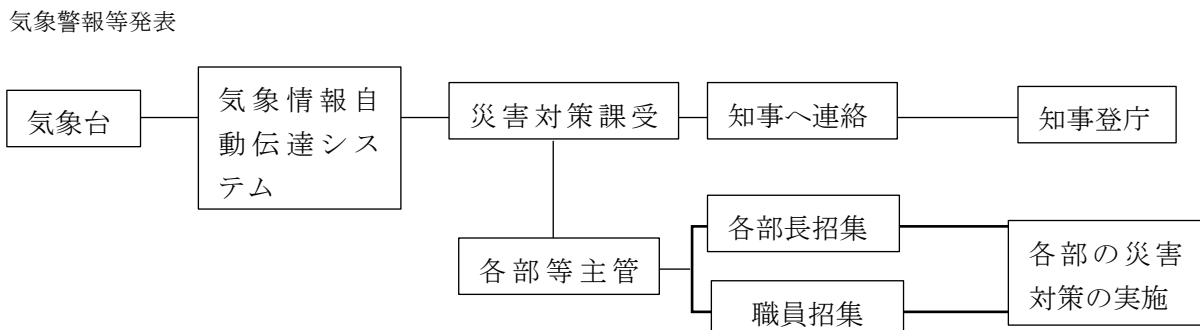 気象警報等発表
気象台
気象情報自
動伝達シス
テム
災害対策課受
知事へ連絡
知事登庁
各部等主管
各部長招集
職員招集
各部の災害
対策の実施